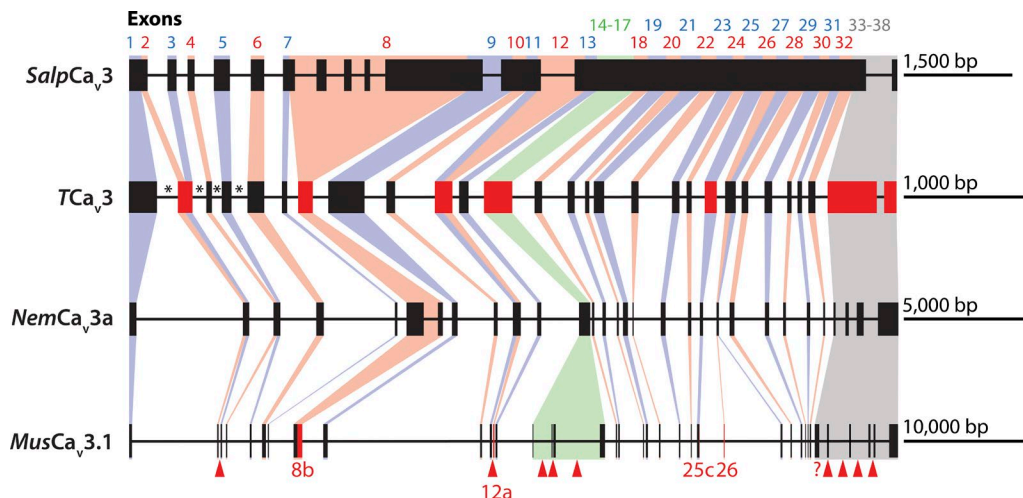 Exons
14-17 19 21 23 25 27 29 31 33-38
1 2 3 4 5 6 7 8 9 10 11 12 13 18 20 22 24 26 28 30 32
SalpCav3 1,500 bp
TCav3 * * * * 1,000 bp
NemCav3a 5,000 bp
MusCav3.1 10,000 bp
8b 25c 26 ?
12a